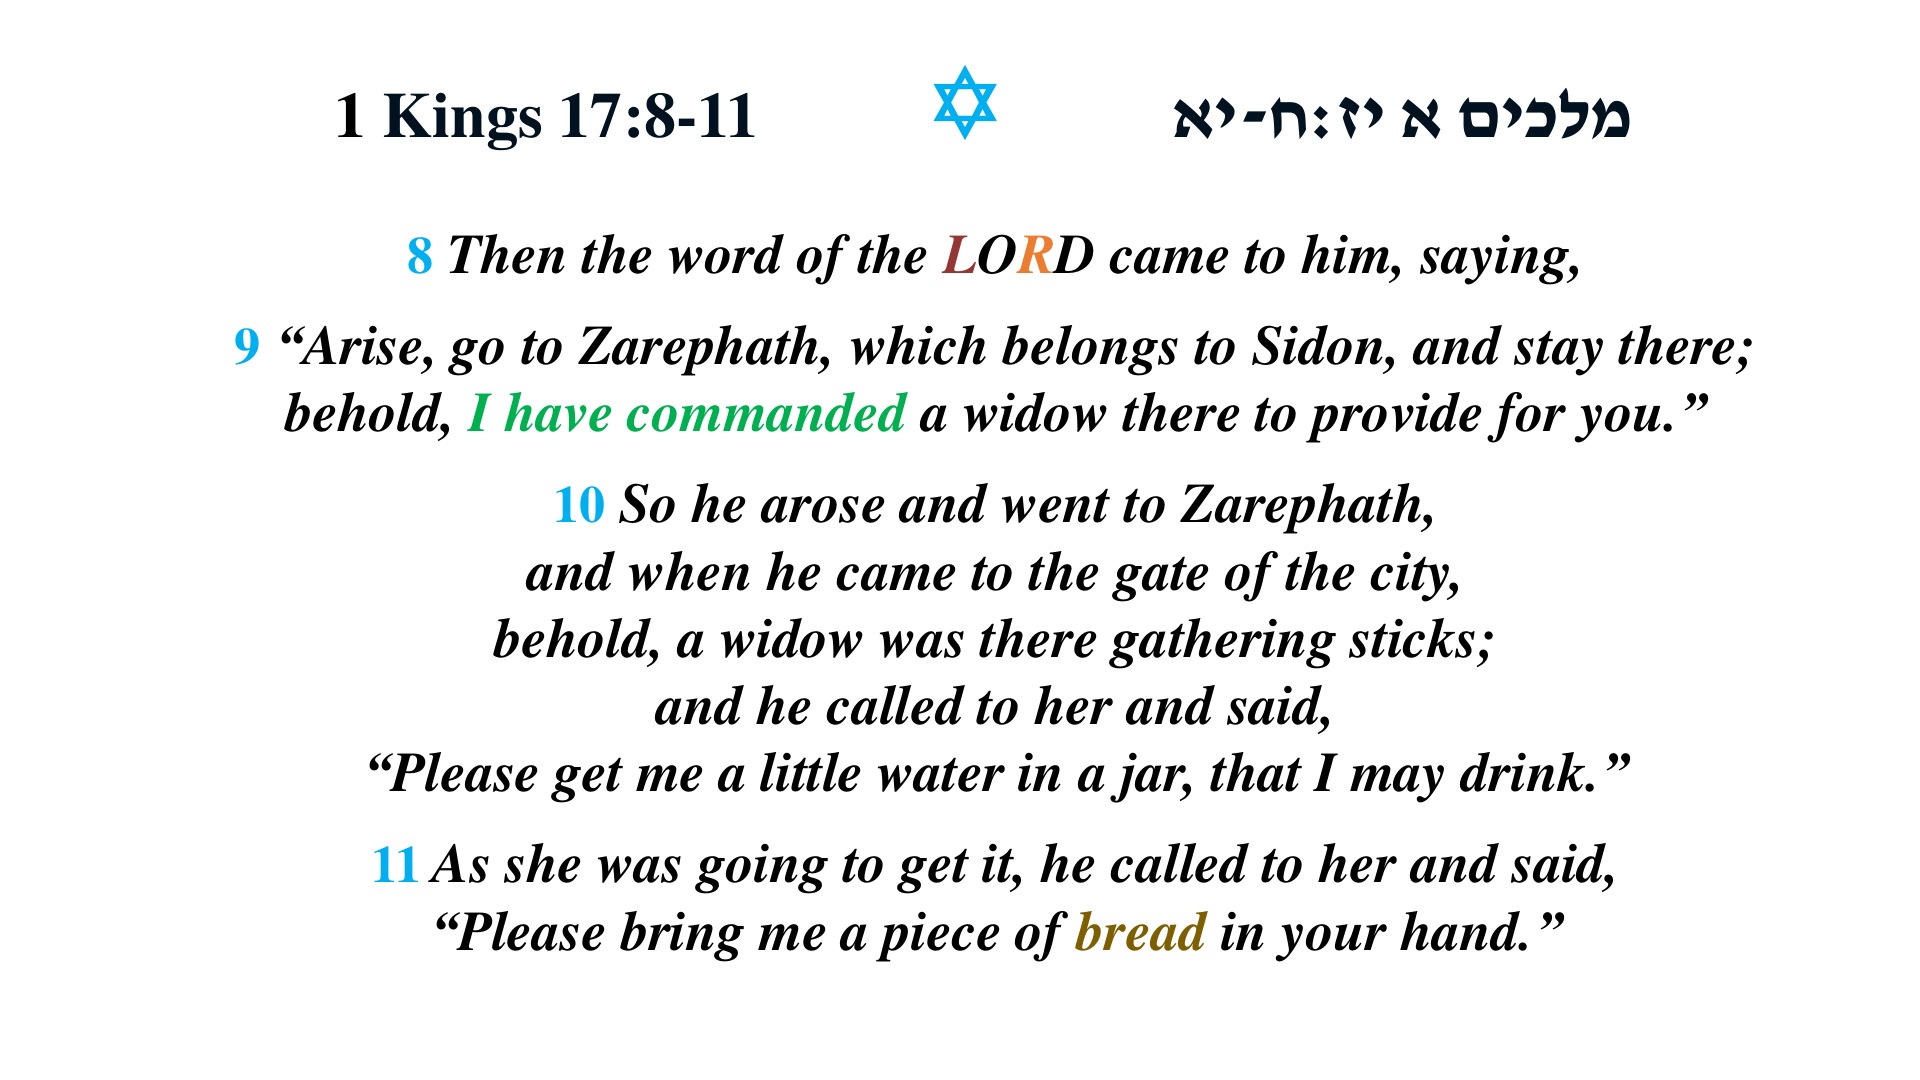 1 Kings 17:8-11 ✡ מלכים א יז:ח-יא
8 Then the word of the LORD came to him, saying,
9 “Arise, go to Zarephath, which belongs to Sidon, and stay there;
behold, I have commanded a widow there to provide for you.”
10 So he arose and went to Zarephath,
and when he came to the gate of the city,
behold, a widow was there gathering sticks;
and he called to her and said,
“Please get me a little water in a jar, that I may drink.”
11 As she was going to get it, he called to her and said,
“Please bring me a piece of bread in your hand.”